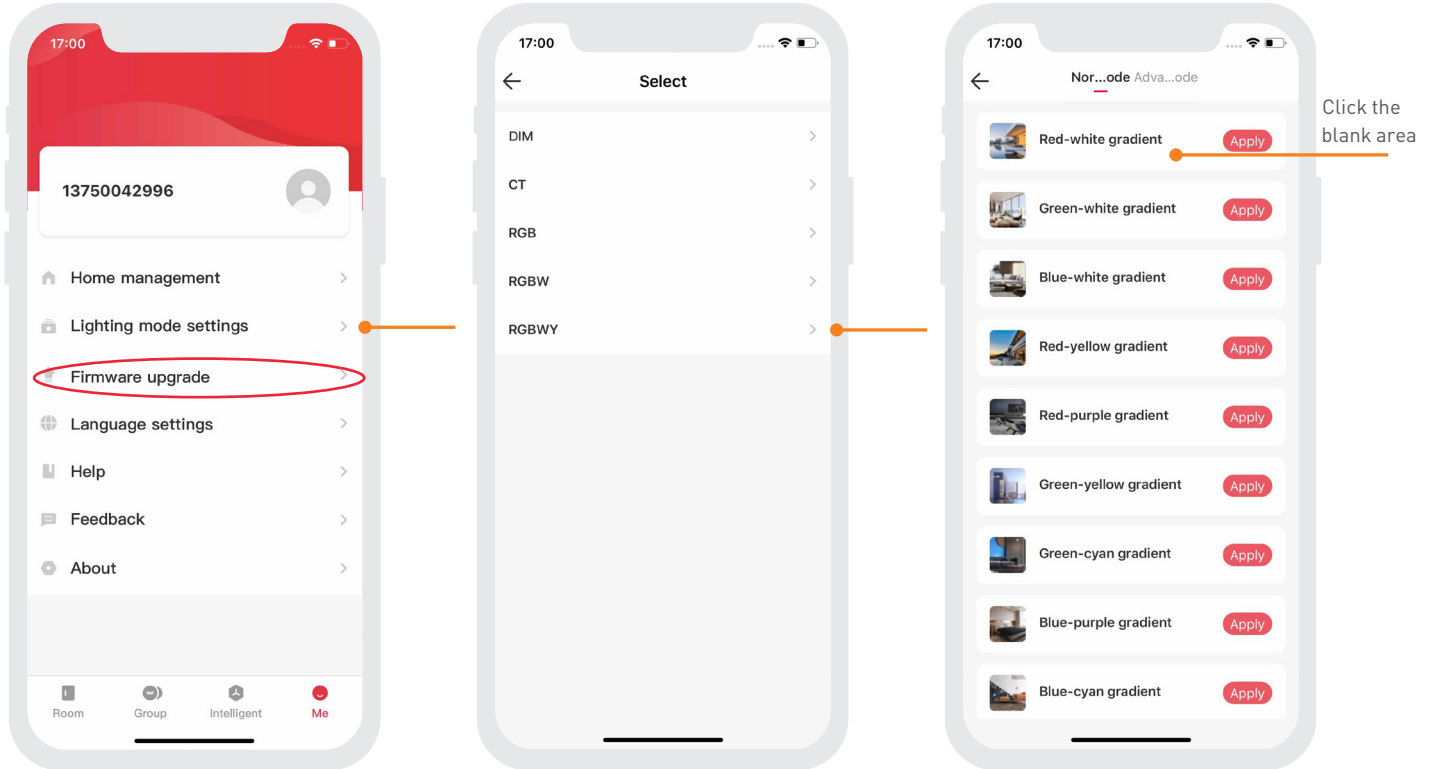 17:00
13750042996
Home management
Lighting mode settings
Firmware upgrade
Language settings
Help
Feedback
About
Room
Group
Intelligent
Me
17:00
Select
DIM
CT
RGB
RGBW
RGBWY
17:00
Nor...ode Adva...ode
Red-white gradient Apply
Green-white gradient Apply
Blue-white gradient Apply
Red-yellow gradient Apply
Red-purple gradient Apply
Green-yellow gradient Apply
Green-cyan gradient Apply
Blue-purple gradient Apply
Blue-cyan gradient Apply
Click the
blank area